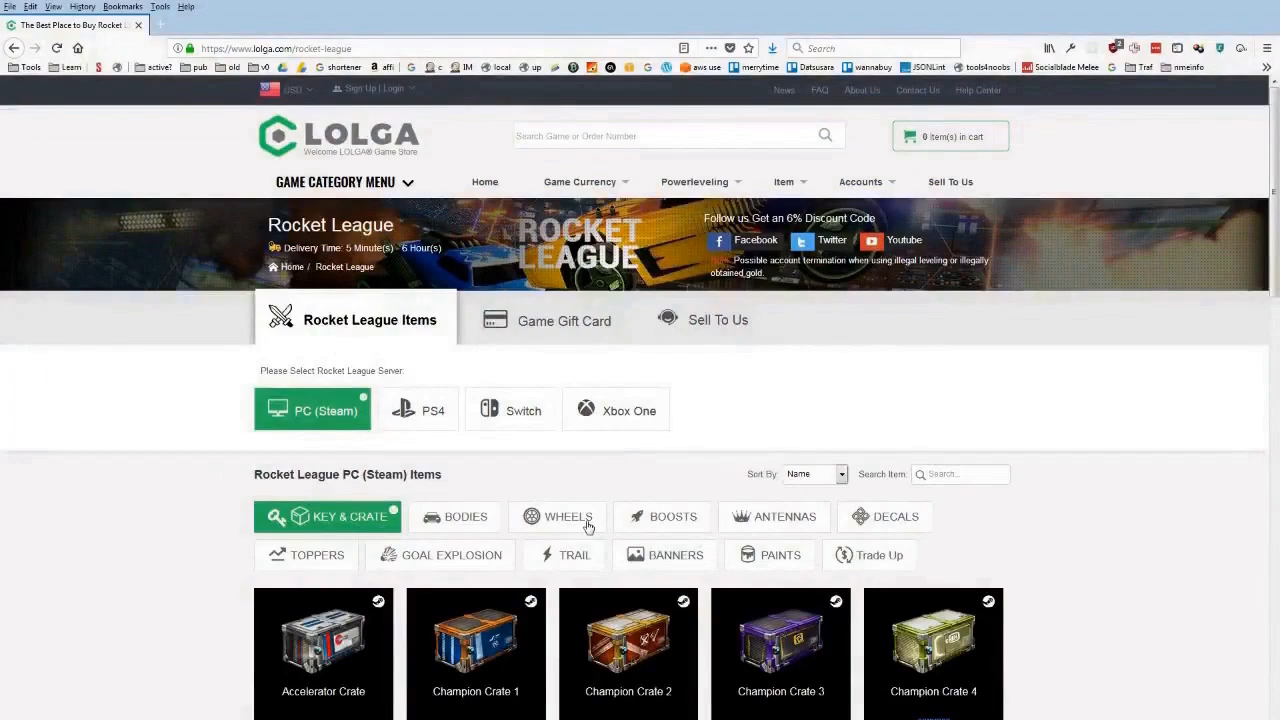 File Edit View History Bookmarks Tools Help
The Best Place to Buy Rocket L
https://www.lolga.com/rocket-league
Search
Tools Learn S active? pub old v0 shortener affi c IM local up G aws use merrytime Datsusara wannabuy JSONLint tools4noobs Socialblade Melee Traf nmeinfo
USD Sign Up | Login News FAQ About Us Contact Us Help Center
LOLGA
Welcome LOLGA® Game Store
Search Game or Order Number
0 item(s) in cart
GAME CATEGORY MENU Home Game Currency Powerleveling Item Accounts Sell To Us
Rocket League
Delivery Time: 5 Minute(s) - 6 Hour(s)
Home / Rocket League
ROCKET
LEAGUE
Follow us Get an 6% Discount Code
Facebook Twitter Youtube
Possible account termination when using illegal leveling or illegally
obtained gold.
Rocket League Items Game Gift Card Sell To Us
Please Select Rocket League Server:
PC (Steam) PS4 Switch Xbox One
Rocket League PC (Steam) Items
Sort By: Name Search Item: Search...
KEY & CRATE BODIES WHEELS BOOSTS ANTENNAS DECALS
TOPPERS GOAL EXPLOSION TRAIL BANNERS PAINTS Trade Up
Accelerator Crate Champion Crate 1 Champion Crate 2 Champion Crate 3 Champion Crate 4